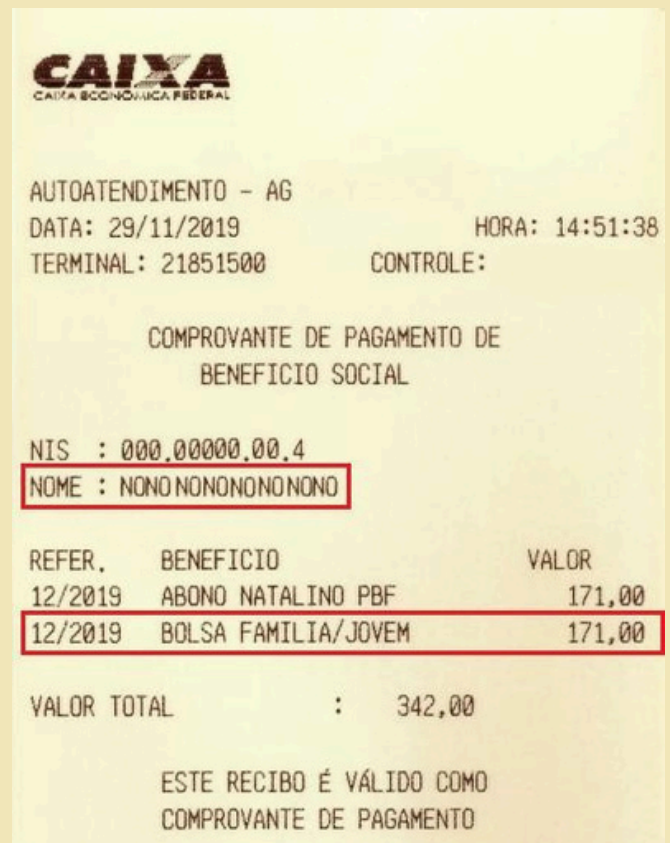 CAIXA
CAIXA ECONÔMICA FEDERAL
AUTOATENDIMENTO - AG
DATA: 29/11/2019 HORA: 14:51:38
TERMINAL: 21851500 CONTROLE:
COMPROVANTE DE PAGAMENTO DE
BENEFICIO SOCIAL
NIS : 000.00000.00.4
NOME : NONO NONONONONONO
REFER. BENEFICIO VALOR
12/2019 ABONO NATALINO PBF 171,00
12/2019 BOLSA FAMILIA/JOVEM 171,00
VALOR TOTAL : 342,00
ESTE RECIBO É VÁLIDO COMO
COMPROVANTE DE PAGAMENTO